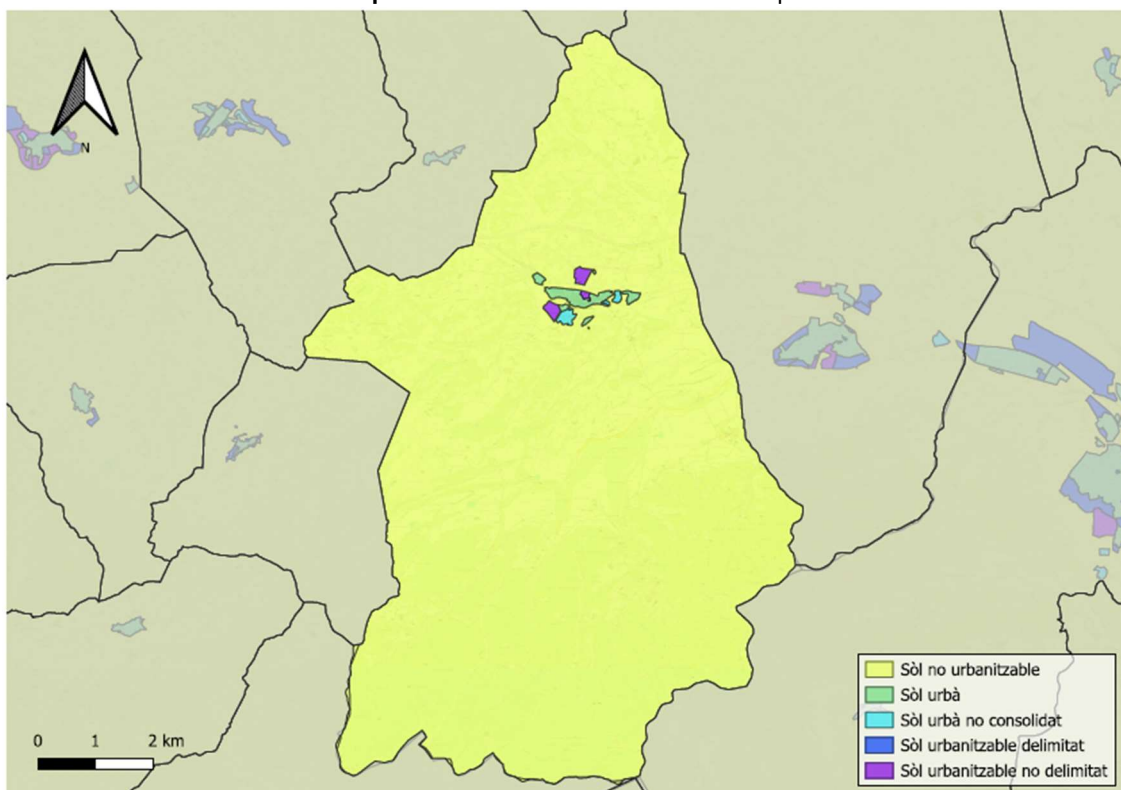 N
Sòl no urbanitzable
Sòl urbà
Sòl urbà no consolidat
Sòl urbanitzable delimitat
Sòl urbanitzable no delimitat
0 1 2 km